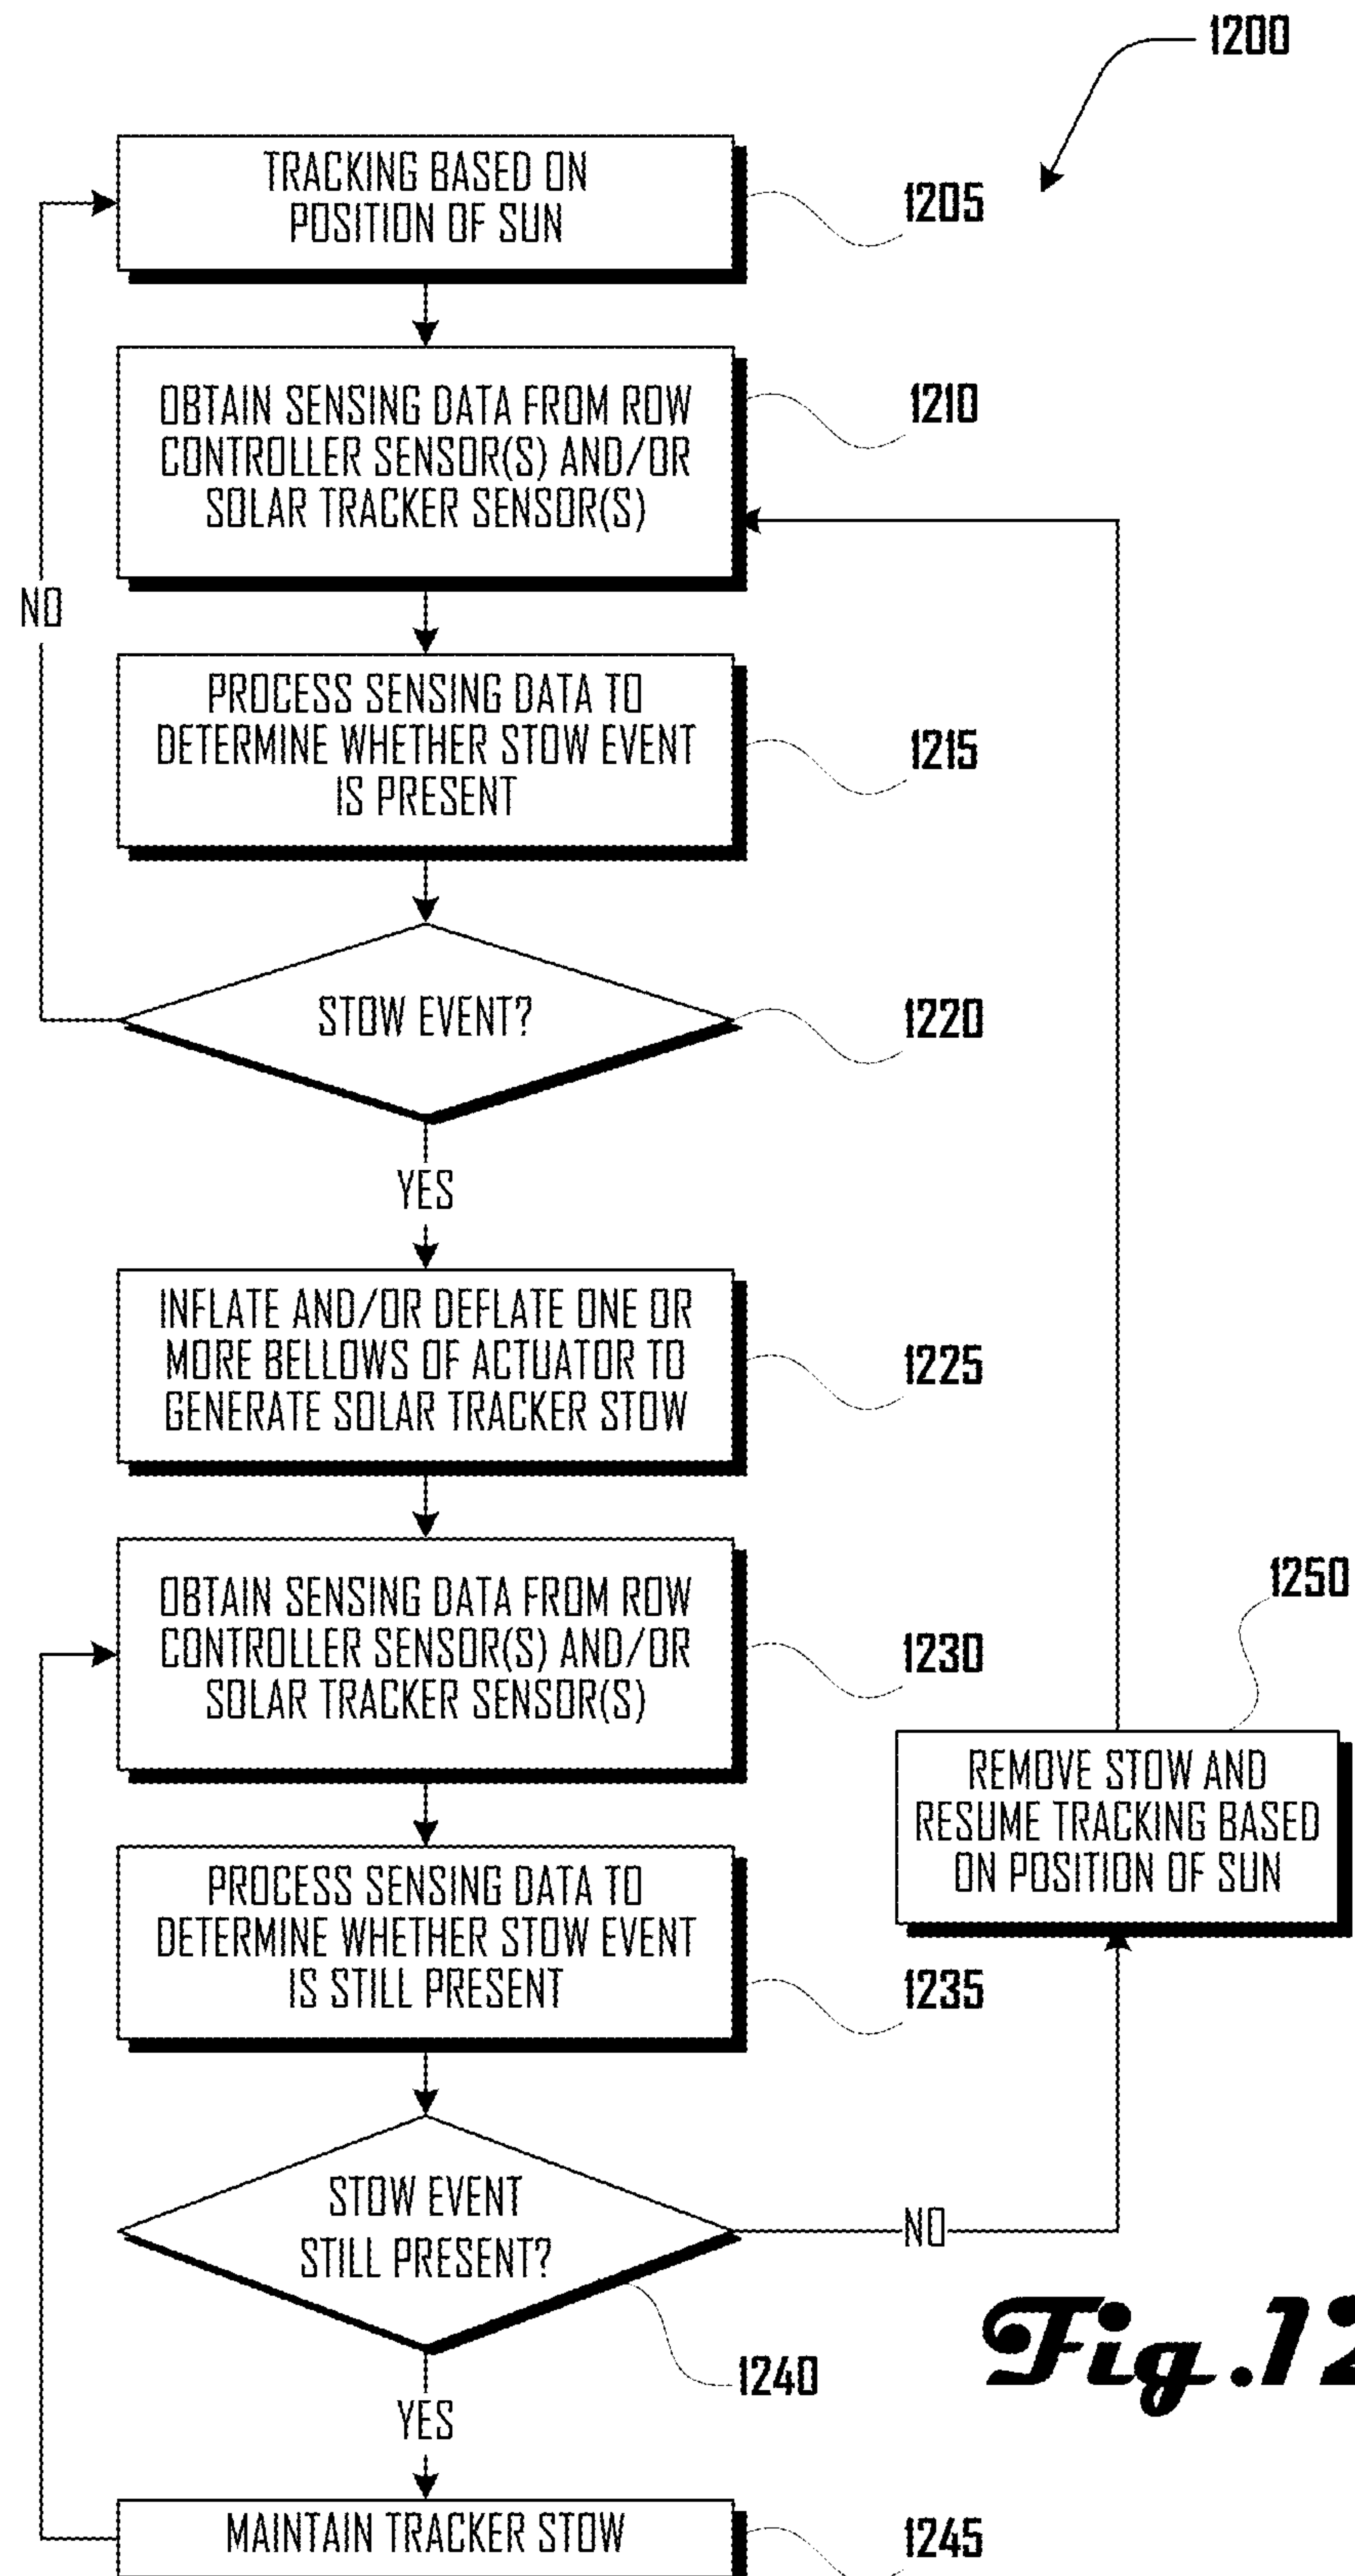 1200
TRACKING BASED ON
POSITION OF SUN
1205
OBTAIN SENSING DATA FROM ROW
CONTROLLER SENSOR(S) AND/OR
SOLAR TRACKER SENSOR(S)
1210
NO
PROCESS SENSING DATA TO
DETERMINE WHETHER STOW EVENT
IS PRESENT
1215
STOW EVENT?
1220
YES
INFLATE AND/OR DEFLATE ONE OR
MORE BELLOWS OF ACTUATOR TO
GENERATE SOLAR TRACKER STOW
1225
OBTAIN SENSING DATA FROM ROW
CONTROLLER SENSOR(S) AND/OR
SOLAR TRACKER SENSOR(S)
1230
1250
REMOVE STOW AND
RESUME TRACKING BASED
ON POSITION OF SUN
PROCESS SENSING DATA TO
DETERMINE WHETHER STOW EVENT
IS STILL PRESENT
1235
STOW EVENT
STILL PRESENT?
NO
1240
Fig.12
YES
MAINTAIN TRACKER STOW
1245